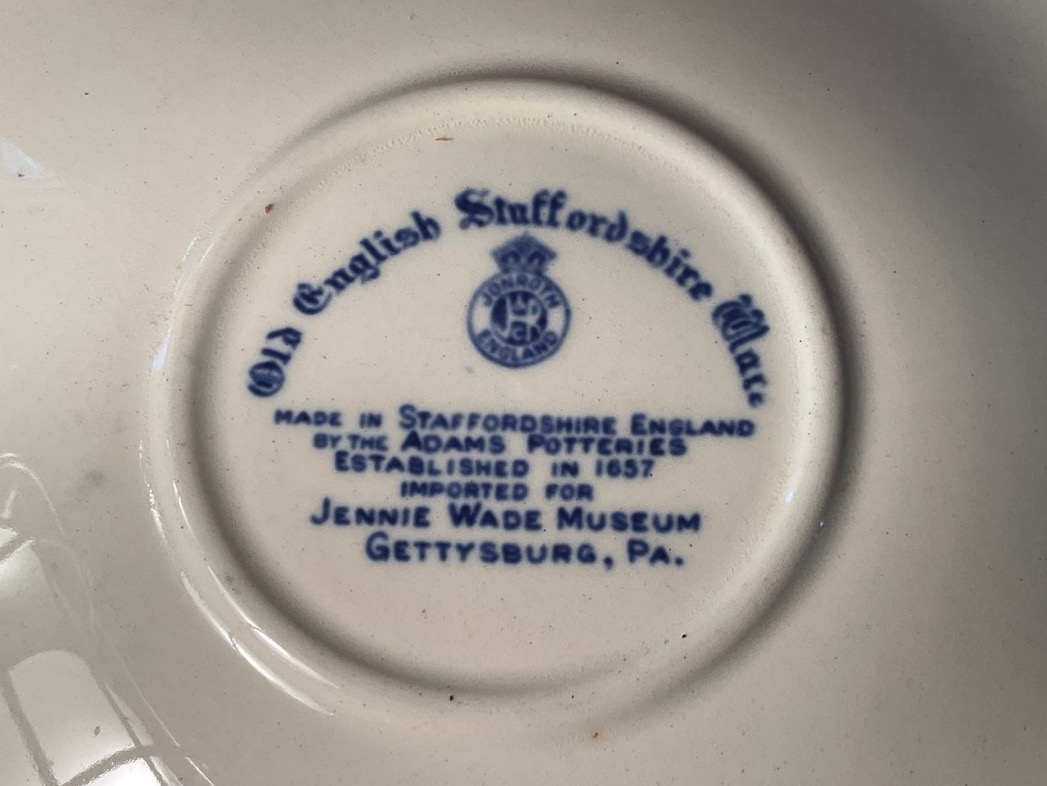 Old English Staffordshire Ware
JONROTH
ENGLAND
MADE IN STAFFORDSHIRE ENGLAND
BY THE ADAMS POTTERIES
ESTABLISHED IN 1657
IMPORTED FOR
JENNIE WADE MUSEUM
GETTYSBURG, PA.